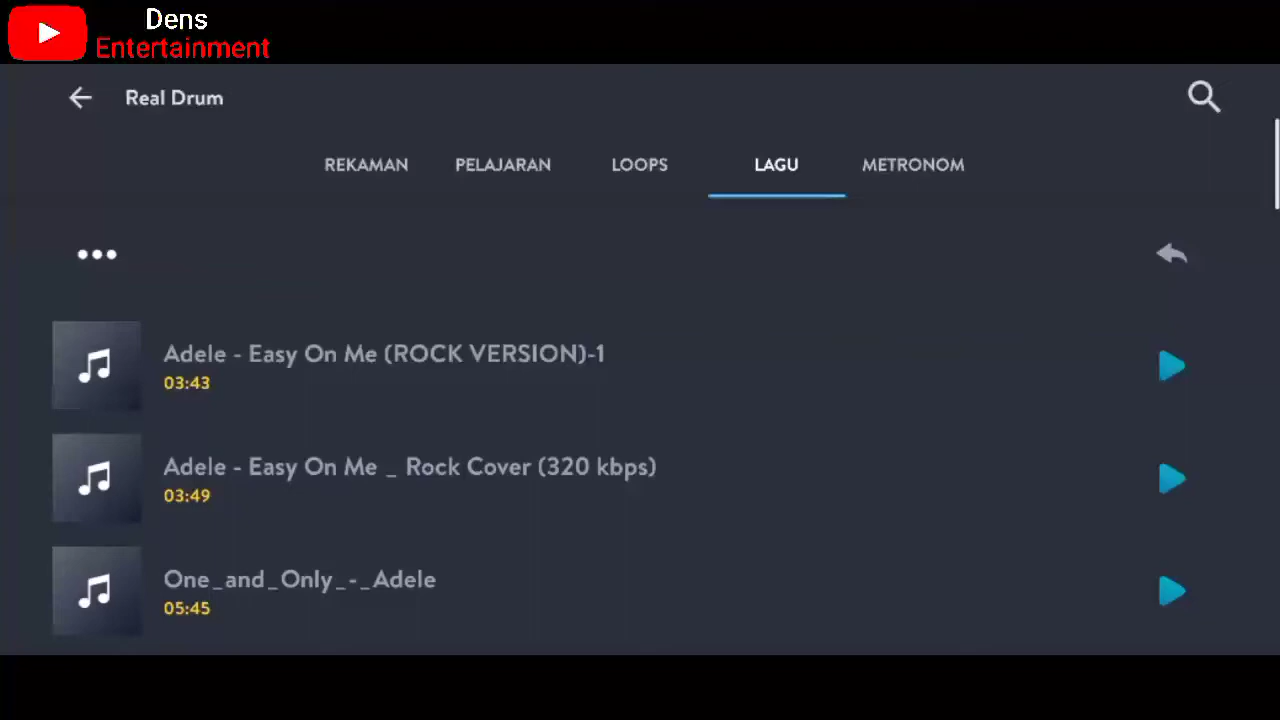 Dens
Entertainment
Real Drum
REKAMAN PELAJARAN LOOPS LAGU METRONOM
Adele - Easy On Me (ROCK VERSION)-1
03:43
Adele - Easy On Me _ Rock Cover (320 kbps)
03:49
One_and_Only_-_Adele
05:45